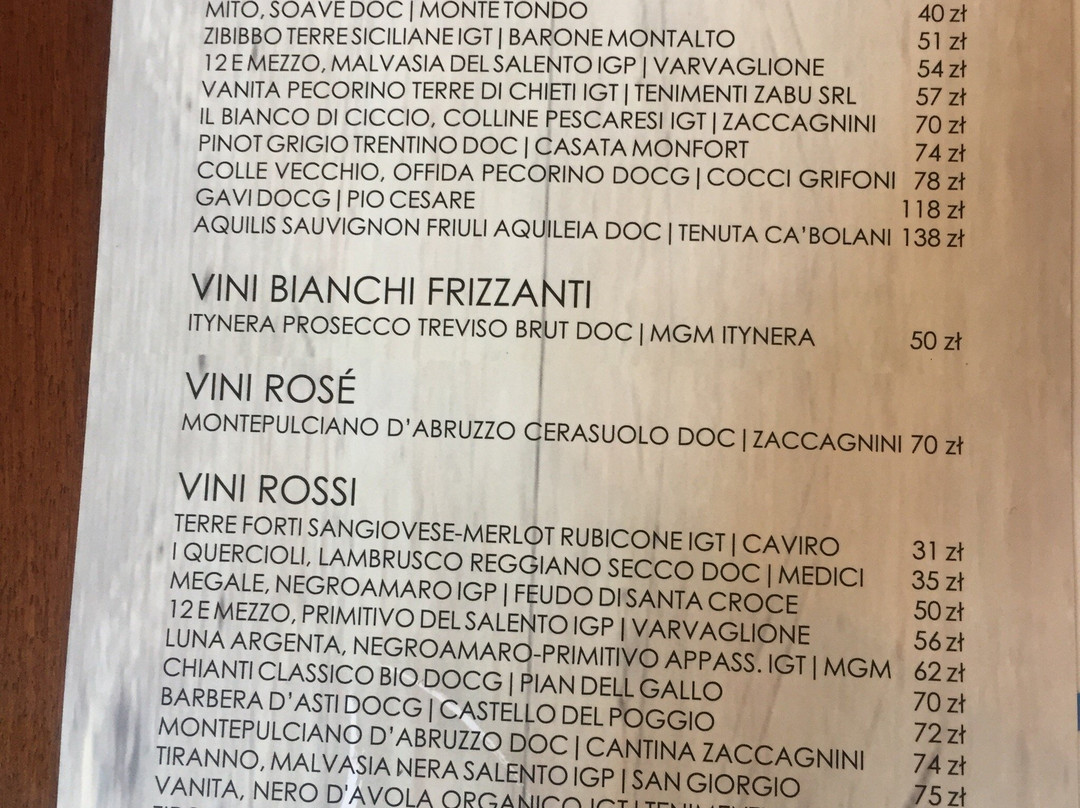 MITO, SOAVE DOC | MONTE TONDO 40 zł
ZIBIBBO TERRE SICILIANE IGT | BARONE MONTALTO 51 zł
12 E MEZZO, MALVASIA DEL SALENTO IGP | VARVAGLIONE 54 zł
VANITA PECORINO TERRE DI CHIETI IGT | TENIMENTI ZABU SRL 57 zł
IL BIANCO DI CICCIO, COLLINE PESCARESI IGT | ZACCAGNINI 70 zł
PINOT GRIGIO TRENTINO DOC | CASATA MONFORT 74 zł
COLLE VECCHIO, OFFIDA PECORINO DOCG | COCCI GRIFONI 78 zł
GAVI DOCG | PIO CESARE 118 zł
AQUILIS SAUVIGNON FRIULI AQUILEIA DOC | TENUTA CA'BOLANI 138 zł
VINI BIANCHI FRIZZANTI
ITYNERA PROSECCO TREVISO BRUT DOC | MGM ITYNERA 50 zł
VINI ROSÉ
MONTEPULCIANO D'ABRUZZO CERASUOLO DOC | ZACCAGNINI 70 zł
VINI ROSSI
TERRE FORTI SANGIOVESE-MERLOT RUBICONE IGT | CAVIRO 31 zł
I QUERCIOLI, LAMBRUSCO REGGIANO SECCO DOC | MEDICI 35 zł
MEGALE, NEGROAMARO IGP | FEUDO DI SANTA CROCE 50 zł
12 E MEZZO, PRIMITIVO DEL SALENTO IGP | VARVAGLIONE 56 zł
LUNA ARGENTA, NEGROAMARO-PRIMITIVO APPASS. IGT | MGM 62 zł
CHIANTI CLASSICO BIO DOCG | PIAN DELL GALLO 70 zł
BARBERA D'ASTI DOCG | CASTELLO DEL POGGIO 72 zł
MONTEPULCIANO D'ABRUZZO DOC | CANTINA ZACCAGNINI 74 zł
TIRANNO, MALVASIA NERA SALENTO IGP | SAN GIORGIO 75 zł
VANITA, NERO D'AVOLA ORGANICO IGT |